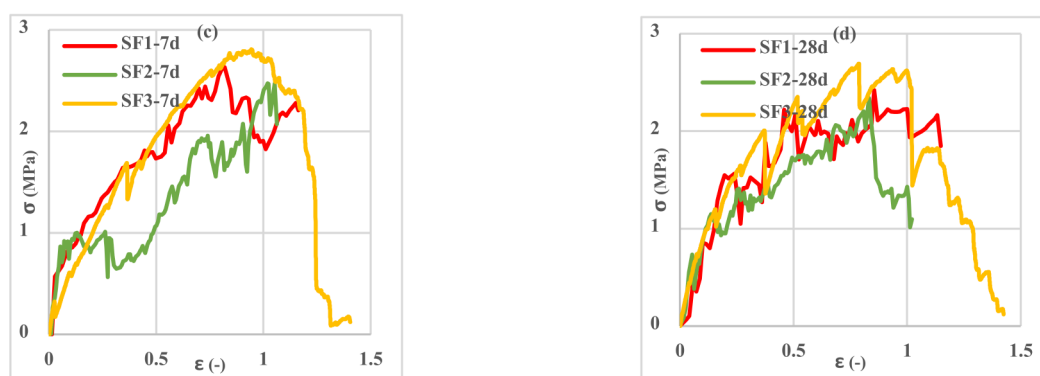 (c)
SF1-7d
SF2-7d
SF3-7d
3
2
1
0
0
0.5
1
1.5
σ (MPa)
ε (-)
(d)
SF1-28d
SF2-28d
SF3-28d
3
2
1
0
0
0.5
1
1.5
σ (MPa)
ε (-)